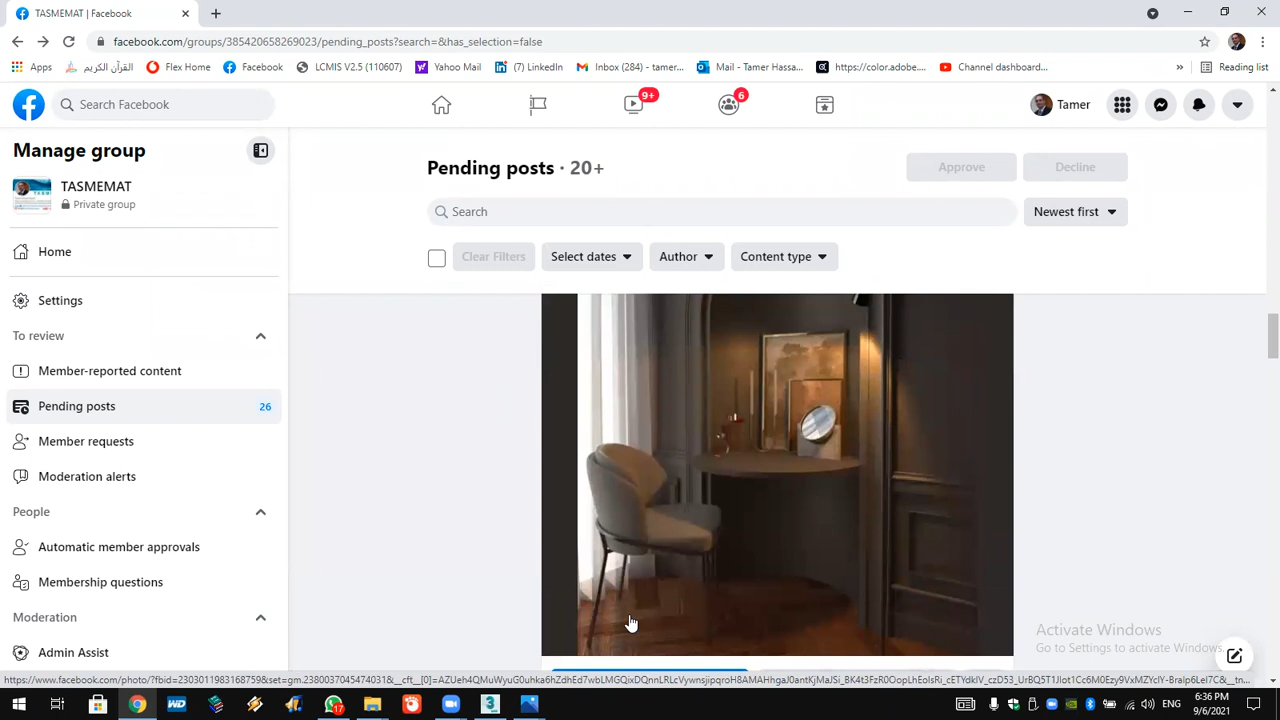 TASMEMAT | Facebook
facebook.com/groups/385420658269023/pending_posts?search=&has_selection=false
Apps
القرآن الكريم
Flex Home
Facebook
LCMIS V2.5 (110607)
Yahoo Mail
(7) LinkedIn
Inbox (284) - tamer...
Mail - Tamer Hassa...
https://color.adobe....
Channel dashboard...
»
Reading list
Search Facebook
9+
6
Tamer
Manage group
TASMEMAT
Private group
Home
Settings
To review
Member-reported content
Pending posts 26
Member requests
Moderation alerts
People
Automatic member approvals
Membership questions
Moderation
Admin Assist
Pending posts · 20+
Approve
Decline
Search
Newest first
Clear Filters
Select dates
Author
Content type
Activate Windows
Go to Settings to activate Windows.
17
ENG
6:36 PM
9/6/2021